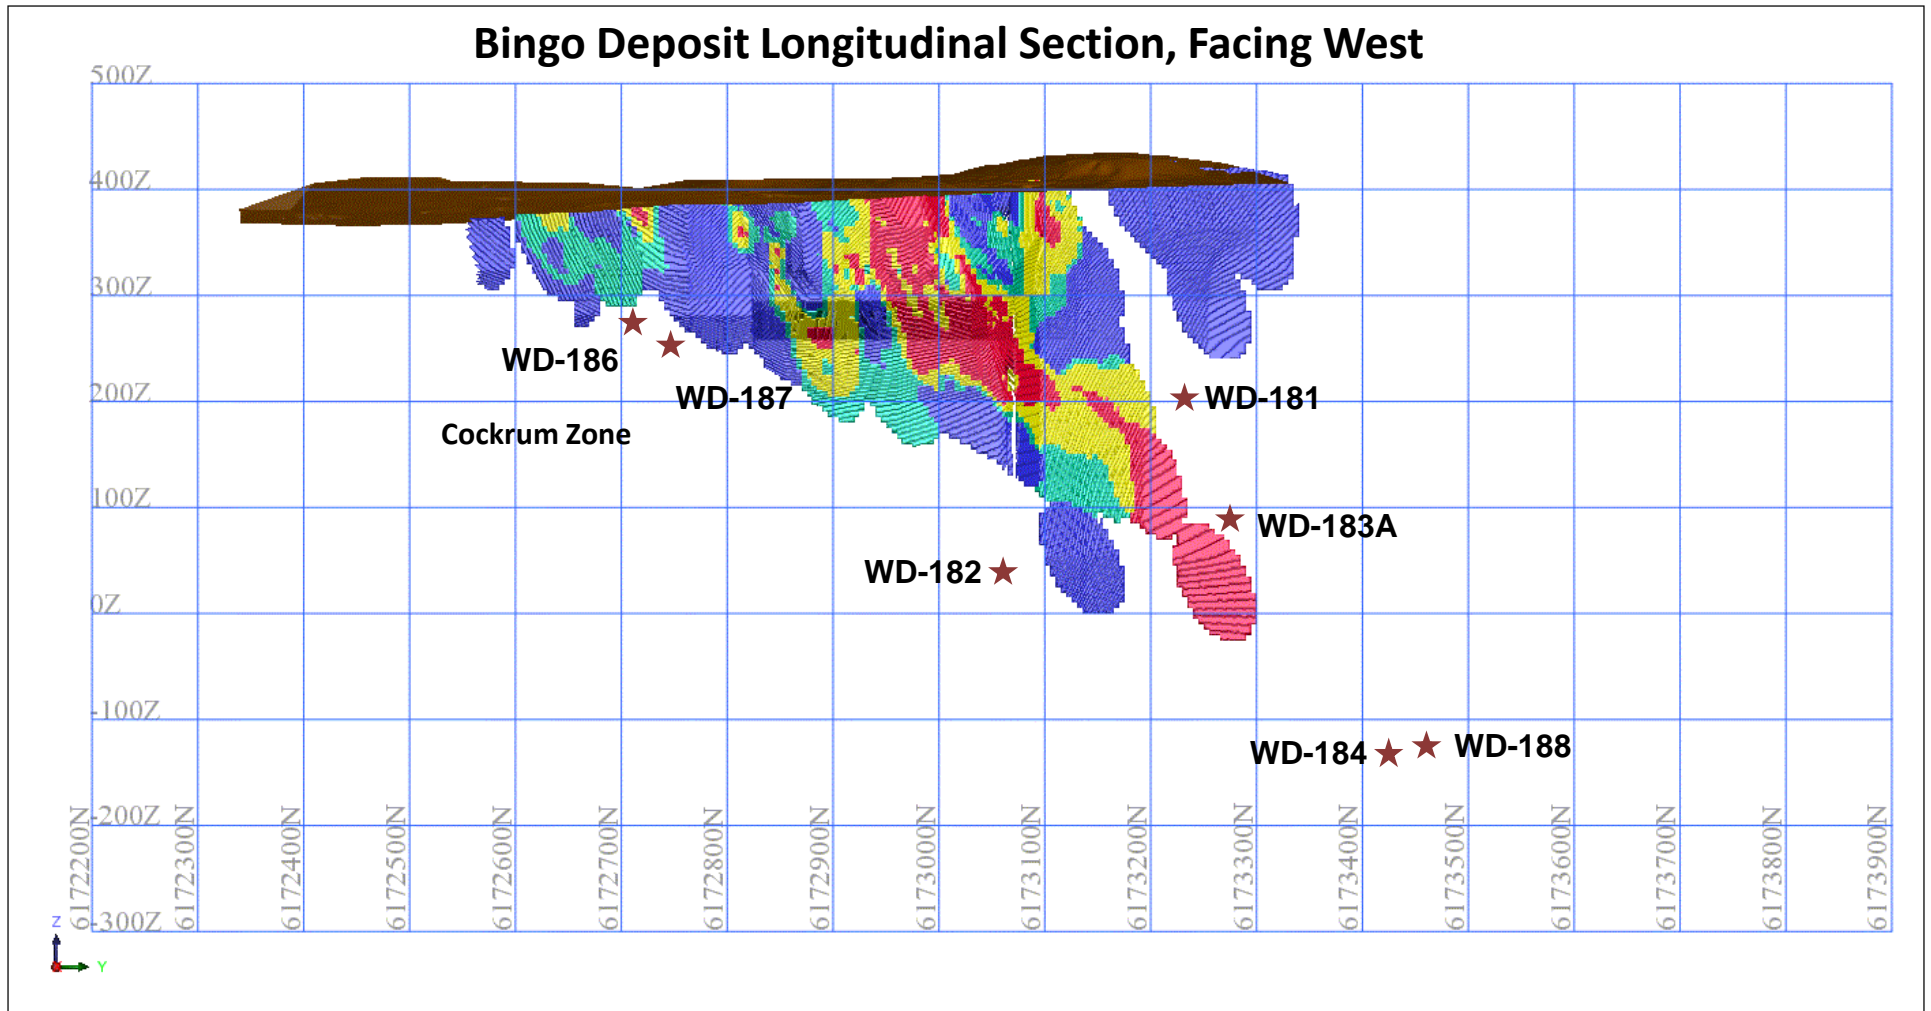 Bingo Deposit Longitudinal Section, Facing West
500Z
400Z
300Z
WD-186
WD-187
200Z
WD-181
Cockrum Zone
100Z
WD-183A
WD-182
0Z
-100Z
WD-184
WD-188
-200Z
-300Z
6172200N
6172300N
6172400N
6172500N
6172600N
6172700N
6172800N
6172900N
6173000N
6173100N
6173200N
6173300N
6173400N
6173500N
6173600N
6173700N
6173800N
6173900N
Z
Y